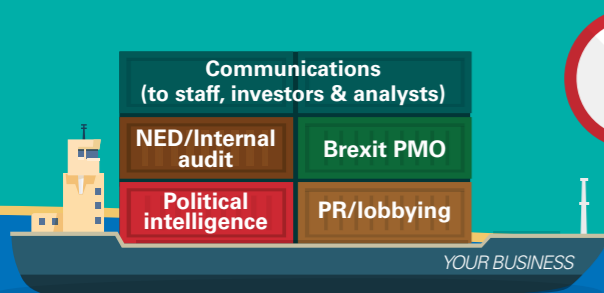 Communications
(to staff, investors & analysts)
NED/Internal
audit
Brexit PMO
Political
intelligence
PR/lobbying
YOUR BUSINESS